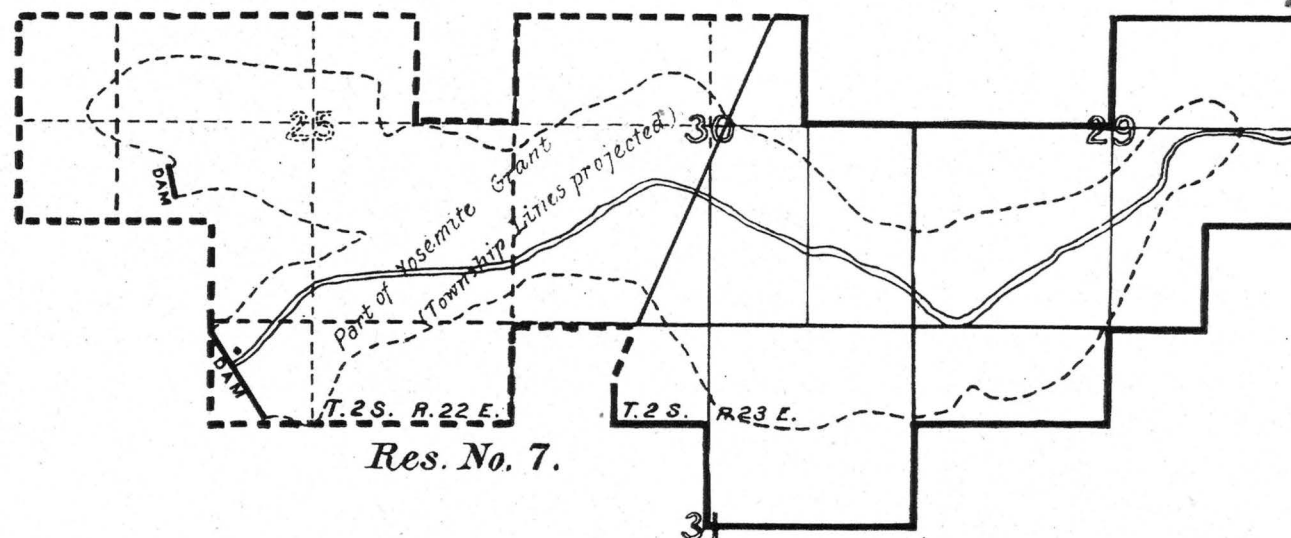 25
30
29
DAM
Part of Yosemite Grant
(Township Lines projected)
DAM
T. 2 S. R. 22 E.
T. 2 S. R. 23 E.
Res. No. 7.
31